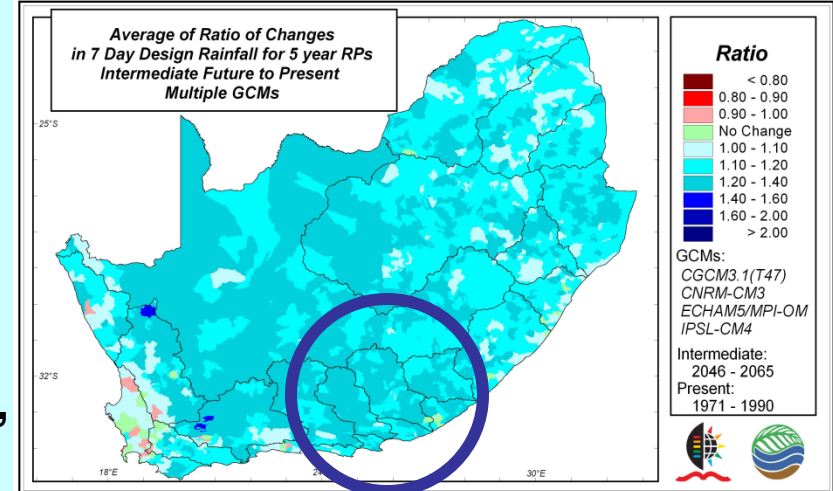 Average of Ratio of Changes
in 7 Day Design Rainfall for 5 year RPs
Intermediate Future to Present
Multiple GCMs
Ratio
< 0.80
0.80 - 0.90
0.90 - 1.00
No Change
1.00 - 1.10
1.10 - 1.20
1.20 - 1.40
1.40 - 1.60
1.60 - 2.00
> 2.00
GCMs:
CGCM3.1(T47)
CNRM-CM3
ECHAM5/MPI-OM
IPSL-CM4
Intermediate:
2046 - 2065
Present:
1971 - 1990
25°S
32°S
18°E
30°E